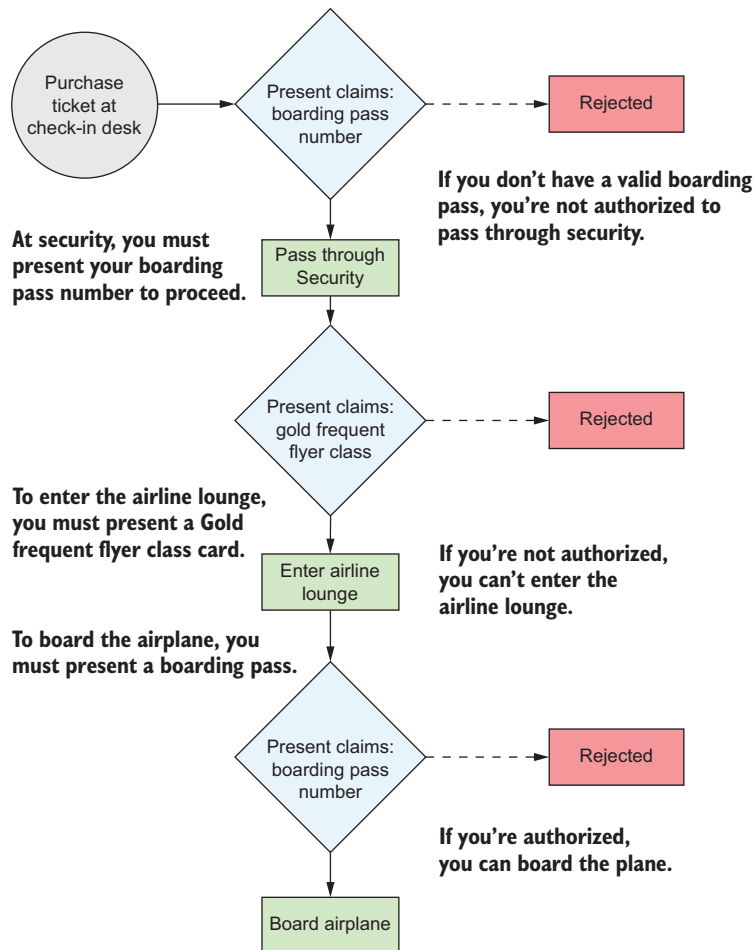 Purchase
ticket at
check-in desk
Present claims:
boarding pass
number
Rejected
If you don’t have a valid boarding
pass, you’re not authorized to
pass through security.
At security, you must
present your boarding
pass number to proceed.
Pass through
Security
Present claims:
gold frequent
flyer class
Rejected
To enter the airline lounge,
you must present a Gold
frequent flyer class card.
Enter airline
lounge
If you’re not authorized,
you can’t enter the
airline lounge.
To board the airplane, you
must present a boarding pass.
Present claims:
boarding pass
number
Rejected
If you’re authorized,
you can board the plane.
Board airplane